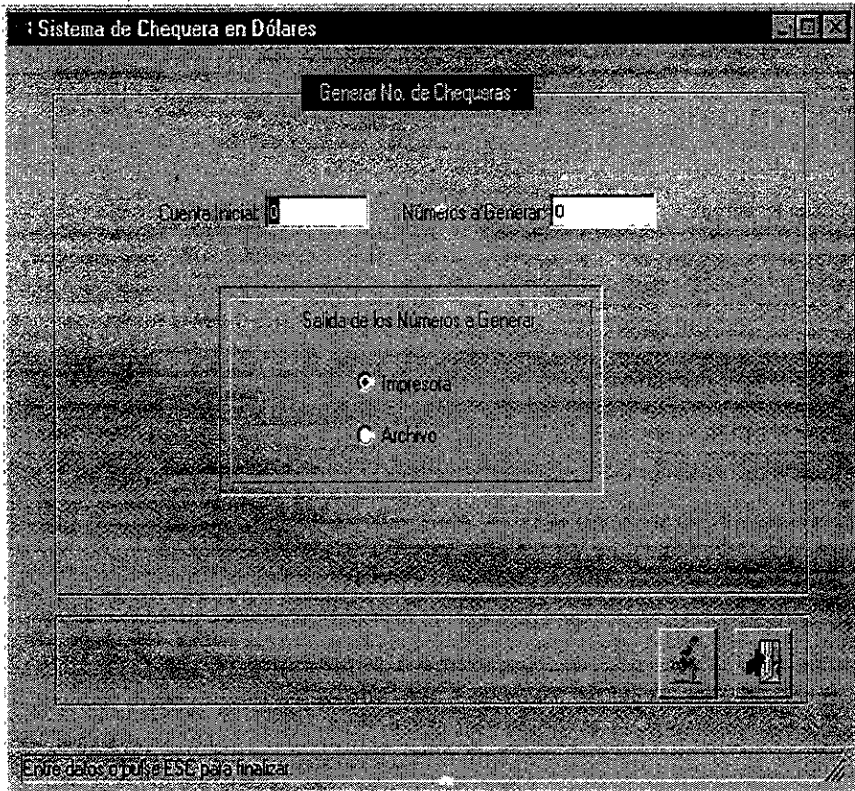 Sistema de Chequera en Dólares
Generar No. de Chequeras
Cuenta Inicial: 0 Números a Generar: 0
Salida de los Números a Generar
Impresora
Archivo
Entre datos o pulse ESC para finalizar